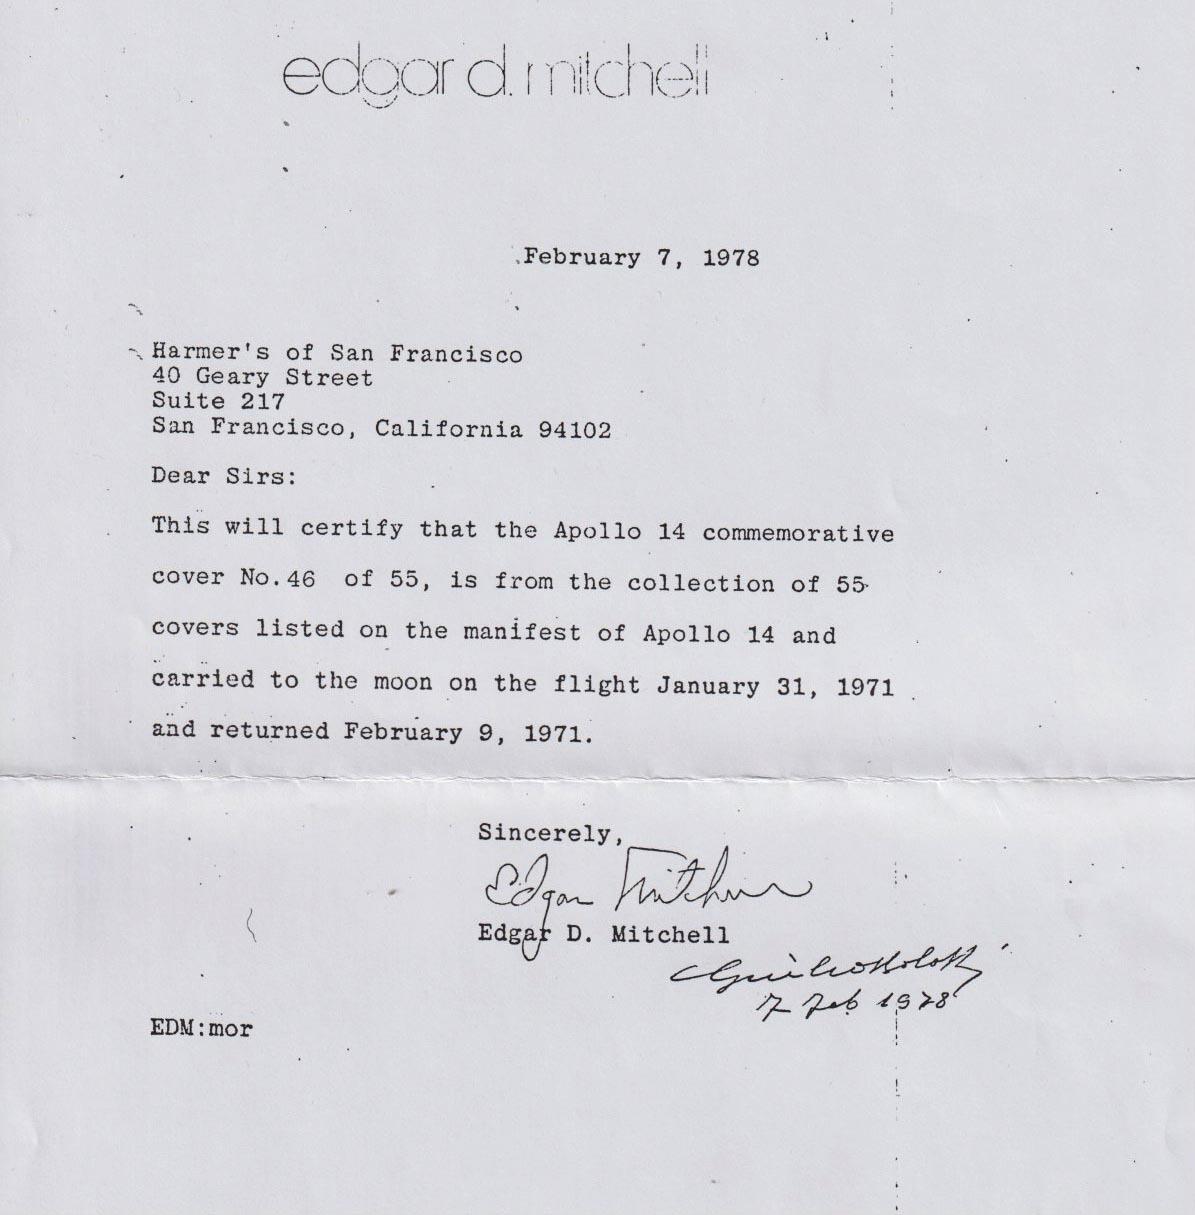 edgar d. mitchell
February 7, 1978
Harmer's of San Francisco
40 Geary Street
Suite 217
San Francisco, California 94102
Dear Sirs:
This will certify that the Apollo 14 commemorative
cover No.46 of 55, is from the collection of 55
covers listed on the manifest of Apollo 14 and
carried to the moon on the flight January 31, 1971
and returned February 9, 1971.
Sincerely,
Edgar Mitchell
Edgar D. Mitchell
7 Feb 1978
EDM:mor